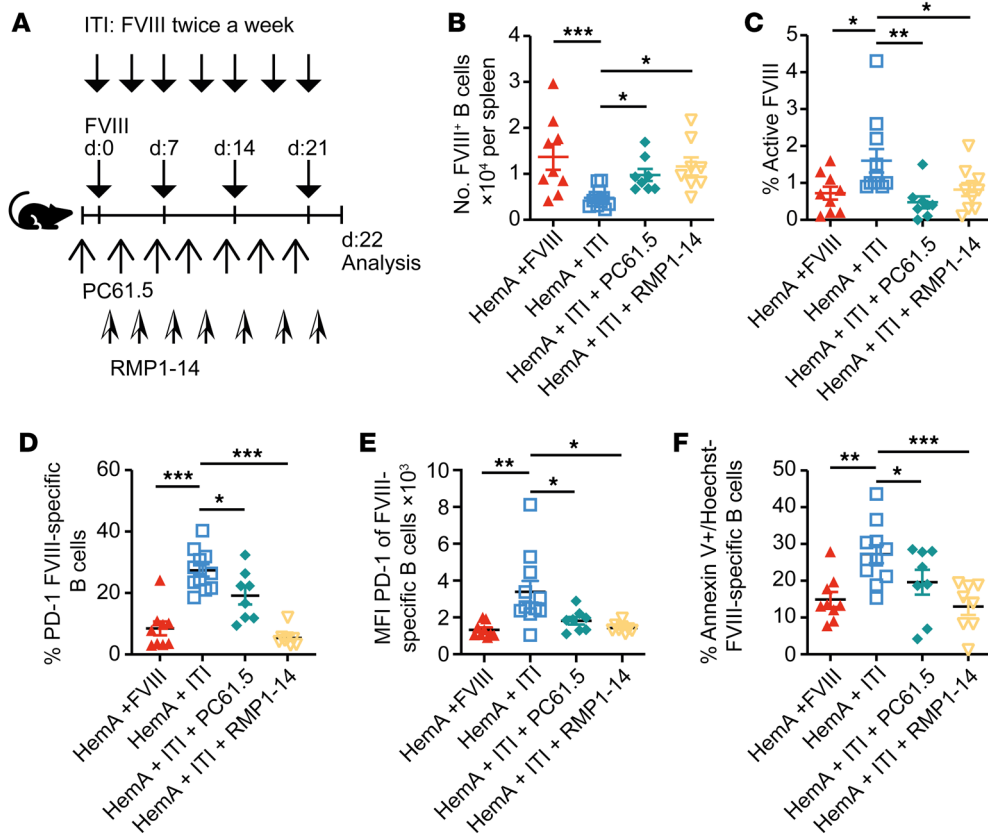 A
ITI: FVIII twice a week
FVIII
d:0
d:7
d:14
d:21
d:22
Analysis
PC61.5
RMP1-14
B
No. FVIII⁺ B cells
×10⁴ per spleen
4
3
2
1
0
***
*
*
HemA +FVIII
HemA + ITI
HemA + ITI + PC61.5
HemA + ITI + RMP1-14
C
% Active FVIII
5
4
3
2
1
0
*
*
**
HemA +FVIII
HemA + ITI
HemA + ITI + PC61.5
HemA + ITI + RMP1-14
D
% PD-1 FVIII-specific
B cells
60
40
20
0
***
***
*
HemA +FVIII
HemA + ITI
HemA + ITI + PC61.5
HemA + ITI + RMP1-14
E
MFI PD-1 of FVIII-
specific B cells ×10³
10
8
6
4
2
0
*
**
*
HemA +FVIII
HemA + ITI
HemA + ITI + PC61.5
HemA + ITI + RMP1-14
F
% Annexin V+/Hoechst-
FVIII-specific B cells
50
40
30
20
10
0
***
**
*
HemA +FVIII
HemA + ITI
HemA + ITI + PC61.5
HemA + ITI + RMP1-14